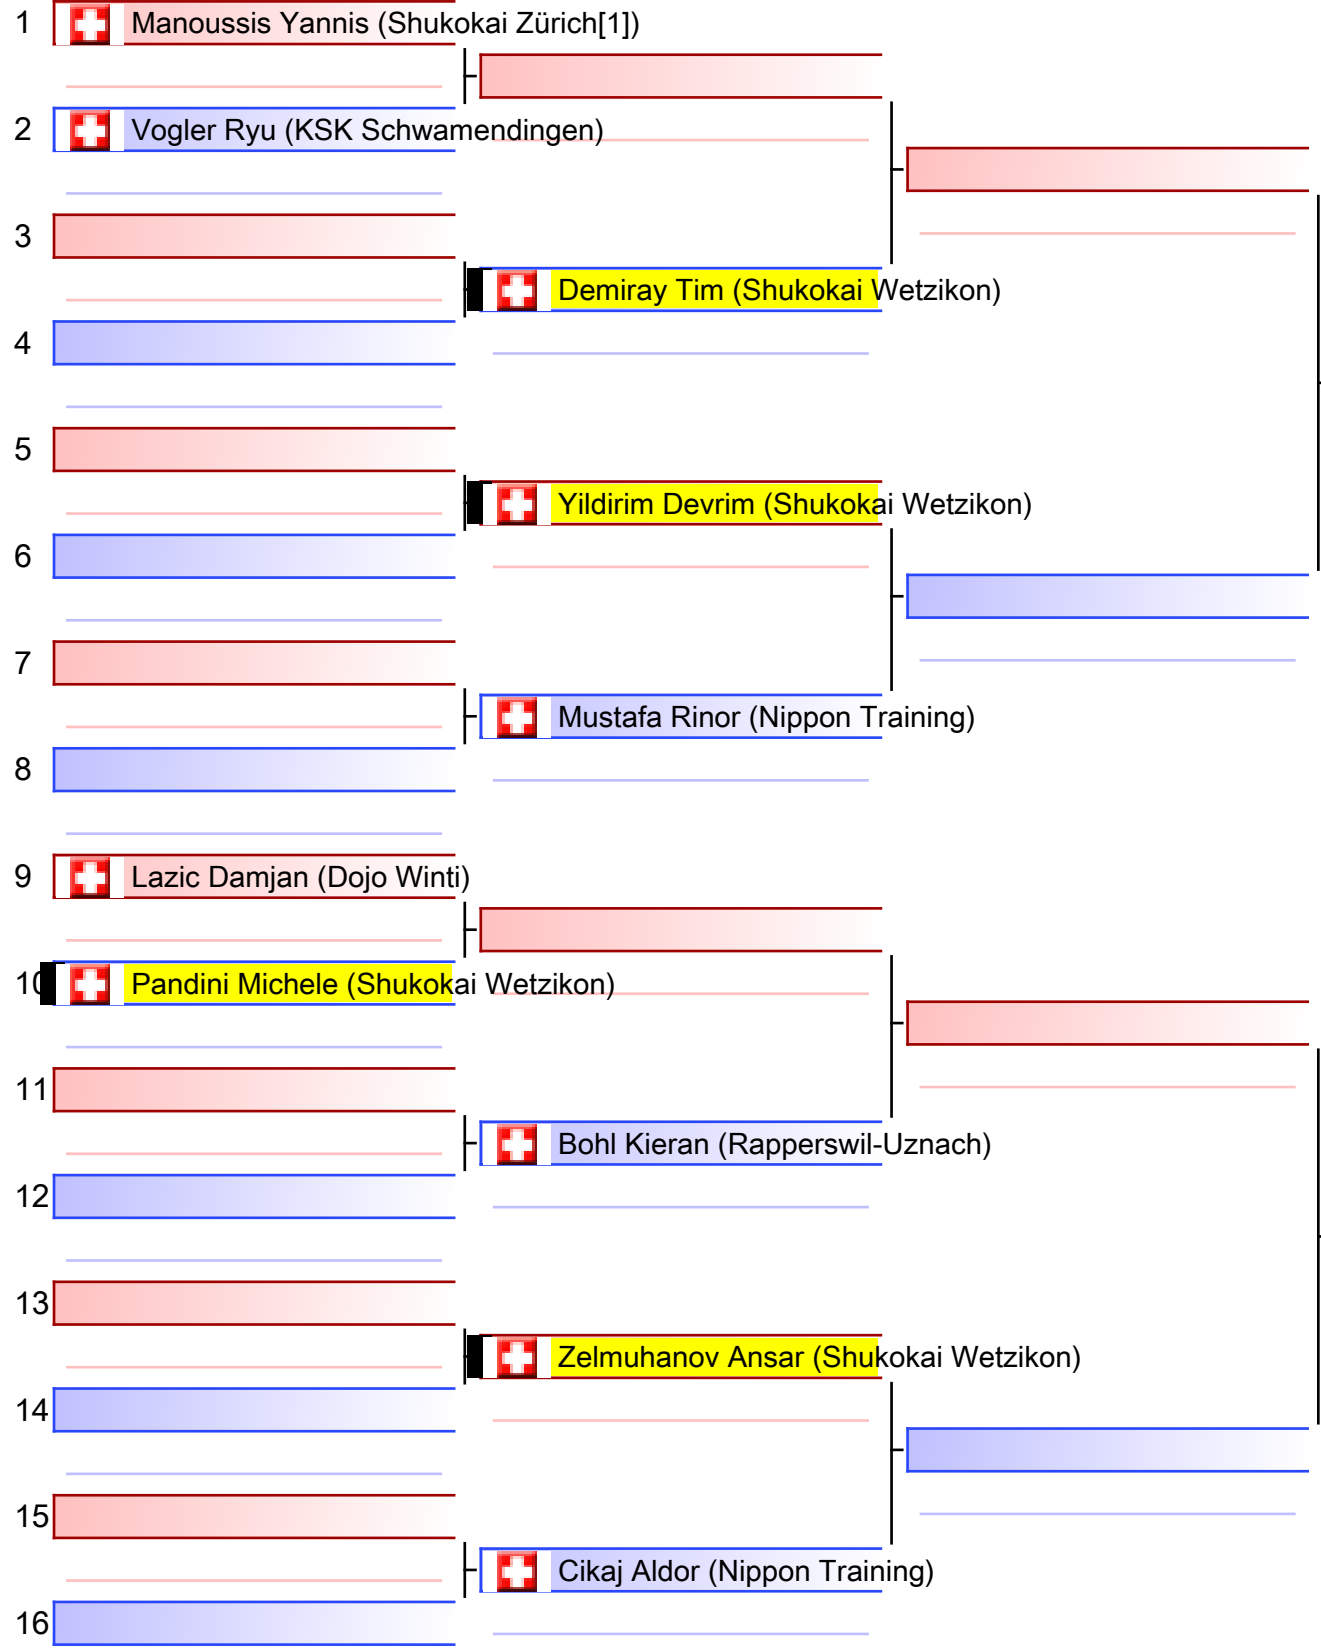 1 Manoussis Yannis (Shukokai Zürich[1])
2 Vogler Ryu (KSK Schwamendingen)
3
Demiray Tim (Shukokai Wetzikon)
4
5
Yildirim Devrim (Shukokai Wetzikon)
6
7
Mustafa Rinor (Nippon Training)
8
9 Lazic Damjan (Dojo Winti)
10 Pandini Michele (Shukokai Wetzikon)
11
Bohl Kieran (Rapperswil-Uznach)
12
13
Zelmuhanov Ansar (Shukokai Wetzikon)
14
15
Cikaj Aldor (Nippon Training)
16